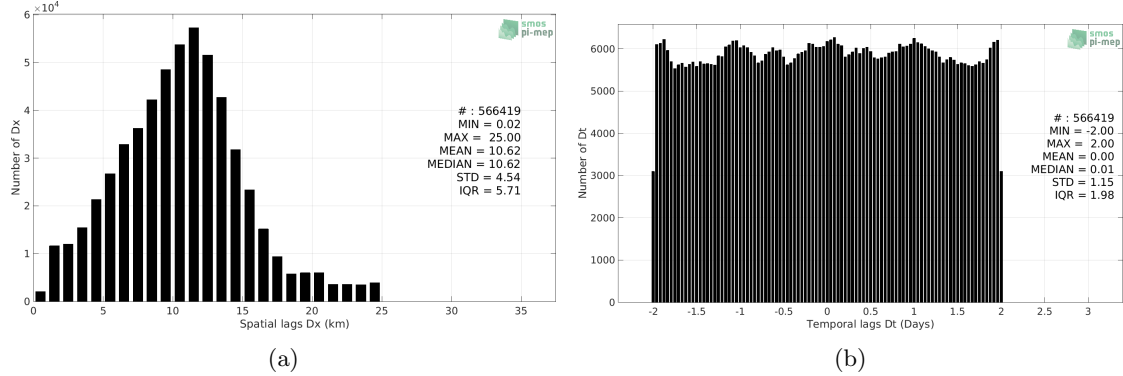 ×10⁴
6
5
4
3
2
1
0
Number of Dx
0 5 10 15 20 25 30 35
Spatial lags Dx (km)
smos
pi-mep
# : 566419
MIN = 0.02
MAX = 25.00
MEAN = 10.62
MEDIAN = 10.62
STD = 4.54
IQR = 5.71
(a)
6000
5000
4000
3000
2000
1000
0
Number of Dt
-2 -1.5 -1 -0.5 0 0.5 1 1.5 2 2.5 3
Temporal lags Dt (Days)
smos
pi-mep
# : 566419
MIN = -2.00
MAX = 2.00
MEAN = 0.00
MEDIAN = 0.01
STD = 1.15
IQR = 1.98
(b)